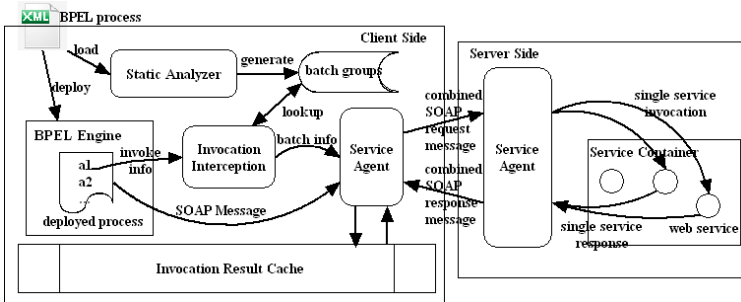 XML
BPEL process
load
Static Analyzer
generate
batch groups
Client Side
deploy
lookup
BPEL Engine
a1
a2
...
deployed process
invoke
info
Invocation
Interception
batch info
Service
Agent
SOAP Message
Invocation Result Cache
combined
SOAP
request
message
combined
SOAP
response
message
Server Side
Service
Agent
single service
invocation
Service Container
web service
single service
response